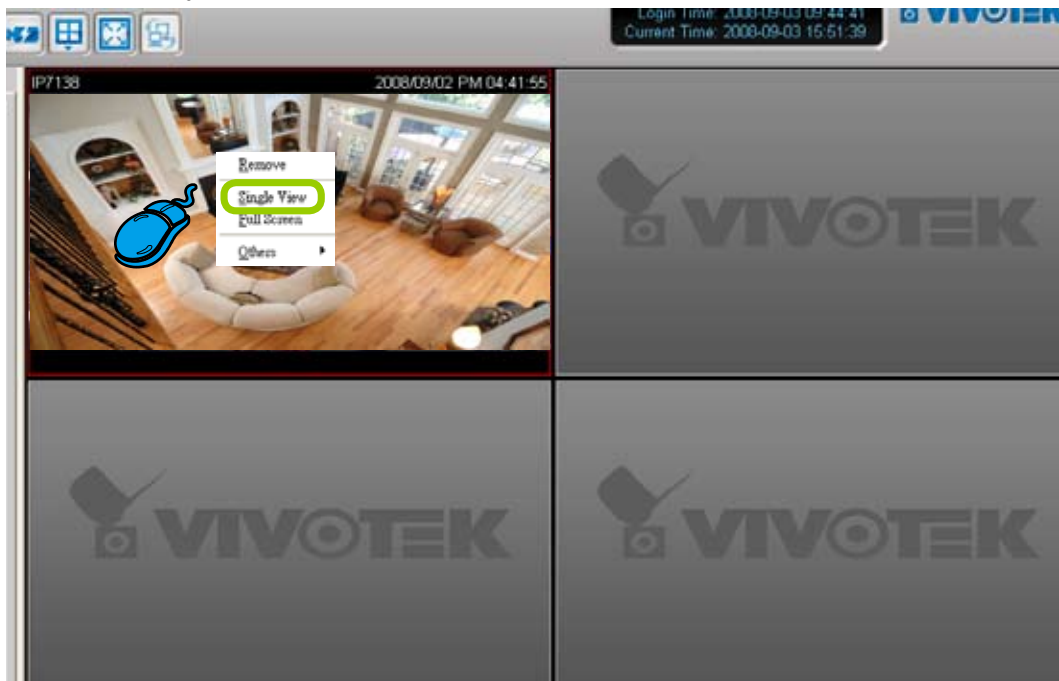 Login Time: 2008-09-03 09:44:41
VIVOTEK
Current Time: 2008-09-03 15:51:39
IP7138
2008/09/02 PM 04:41:55
Remove
Single View
Full Screen
Others
VIVOTEK
VIVOTEK
VIVOTEK